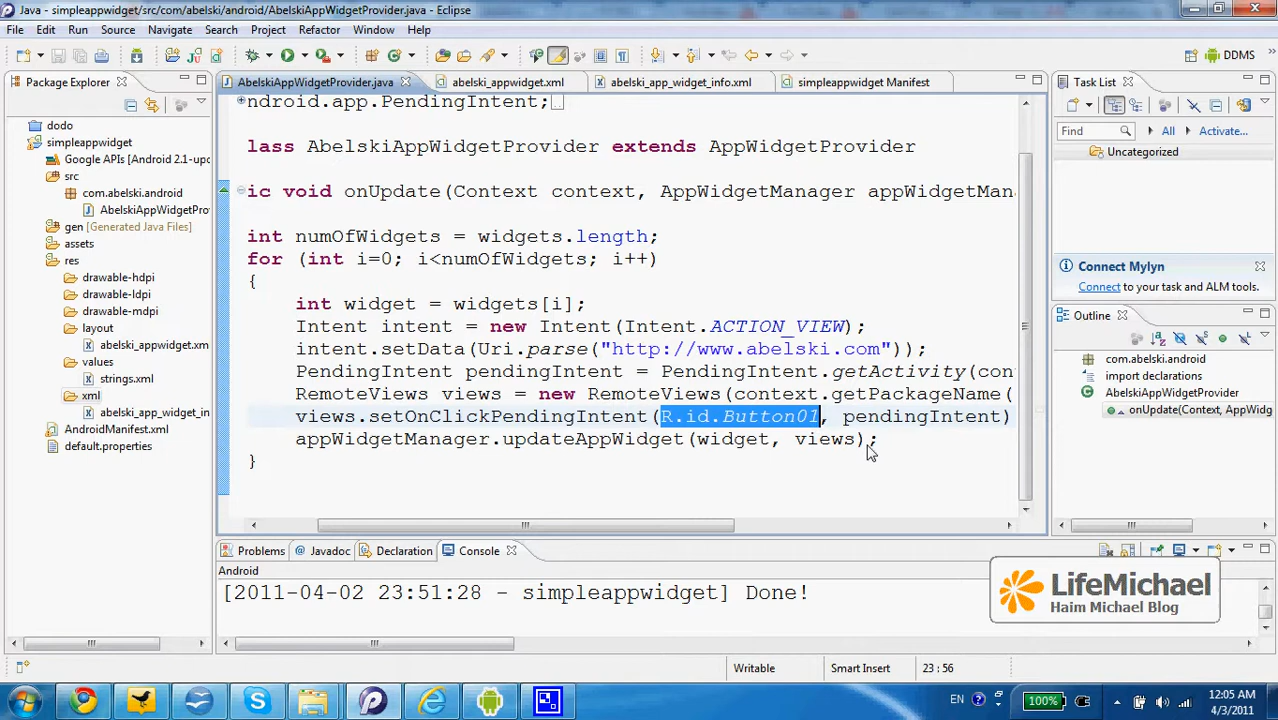 Java - simpleappwidget/src/com/abelski/android/AbelskiAppWidgetProvider.java - Eclipse
File Edit Run Source Navigate Search Project Refactor Window Help
DDMS
Package Explorer
AbelskiAppWidgetProvider.java
abelski_appwidget.xml
abelski_app_widget_info.xml
simpleappwidget Manifest
Task List
dodo
simpleappwidget
Google APIs [Android 2.1-upd
src
com.abelski.android
AbelskiAppWidgetPro
gen [Generated Java Files]
assets
res
drawable-hdpi
drawable-ldpi
drawable-mdpi
layout
abelski_appwidget.xm
values
strings.xml
xml
abelski_app_widget_in
AndroidManifest.xml
default.properties
ndroid.app.PendingIntent;
lass AbelskiAppWidgetProvider extends AppWidgetProvider
ic void onUpdate(Context context, AppWidgetManager appWidgetMan
int numOfWidgets = widgets.length;
for (int i=0; i<numOfWidgets; i++)
{
int widget = widgets[i];
Intent intent = new Intent(Intent.ACTION_VIEW);
intent.setData(Uri.parse("http://www.abelski.com"));
PendingIntent pendingIntent = PendingIntent.getActivity(con
RemoteViews views = new RemoteViews(context.getPackageName(
views.setOnClickPendingIntent(R.id.Button01, pendingIntent)
appWidgetManager.updateAppWidget(widget, views);
}
Find
All
Activate...
Uncategorized
Connect Mylyn
Connect to your task and ALM tools.
Outline
com.abelski.android
import declarations
AbelskiAppWidgetProvider
onUpdate(Context, AppWidg
Problems
Javadoc
Declaration
Console
Android
[2011-04-02 23:51:28 - simpleappwidget] Done!
LifeMichael
Haim Michael Blog
Writable
Smart Insert
23 : 56
EN
100%
12:05 AM
4/3/2011